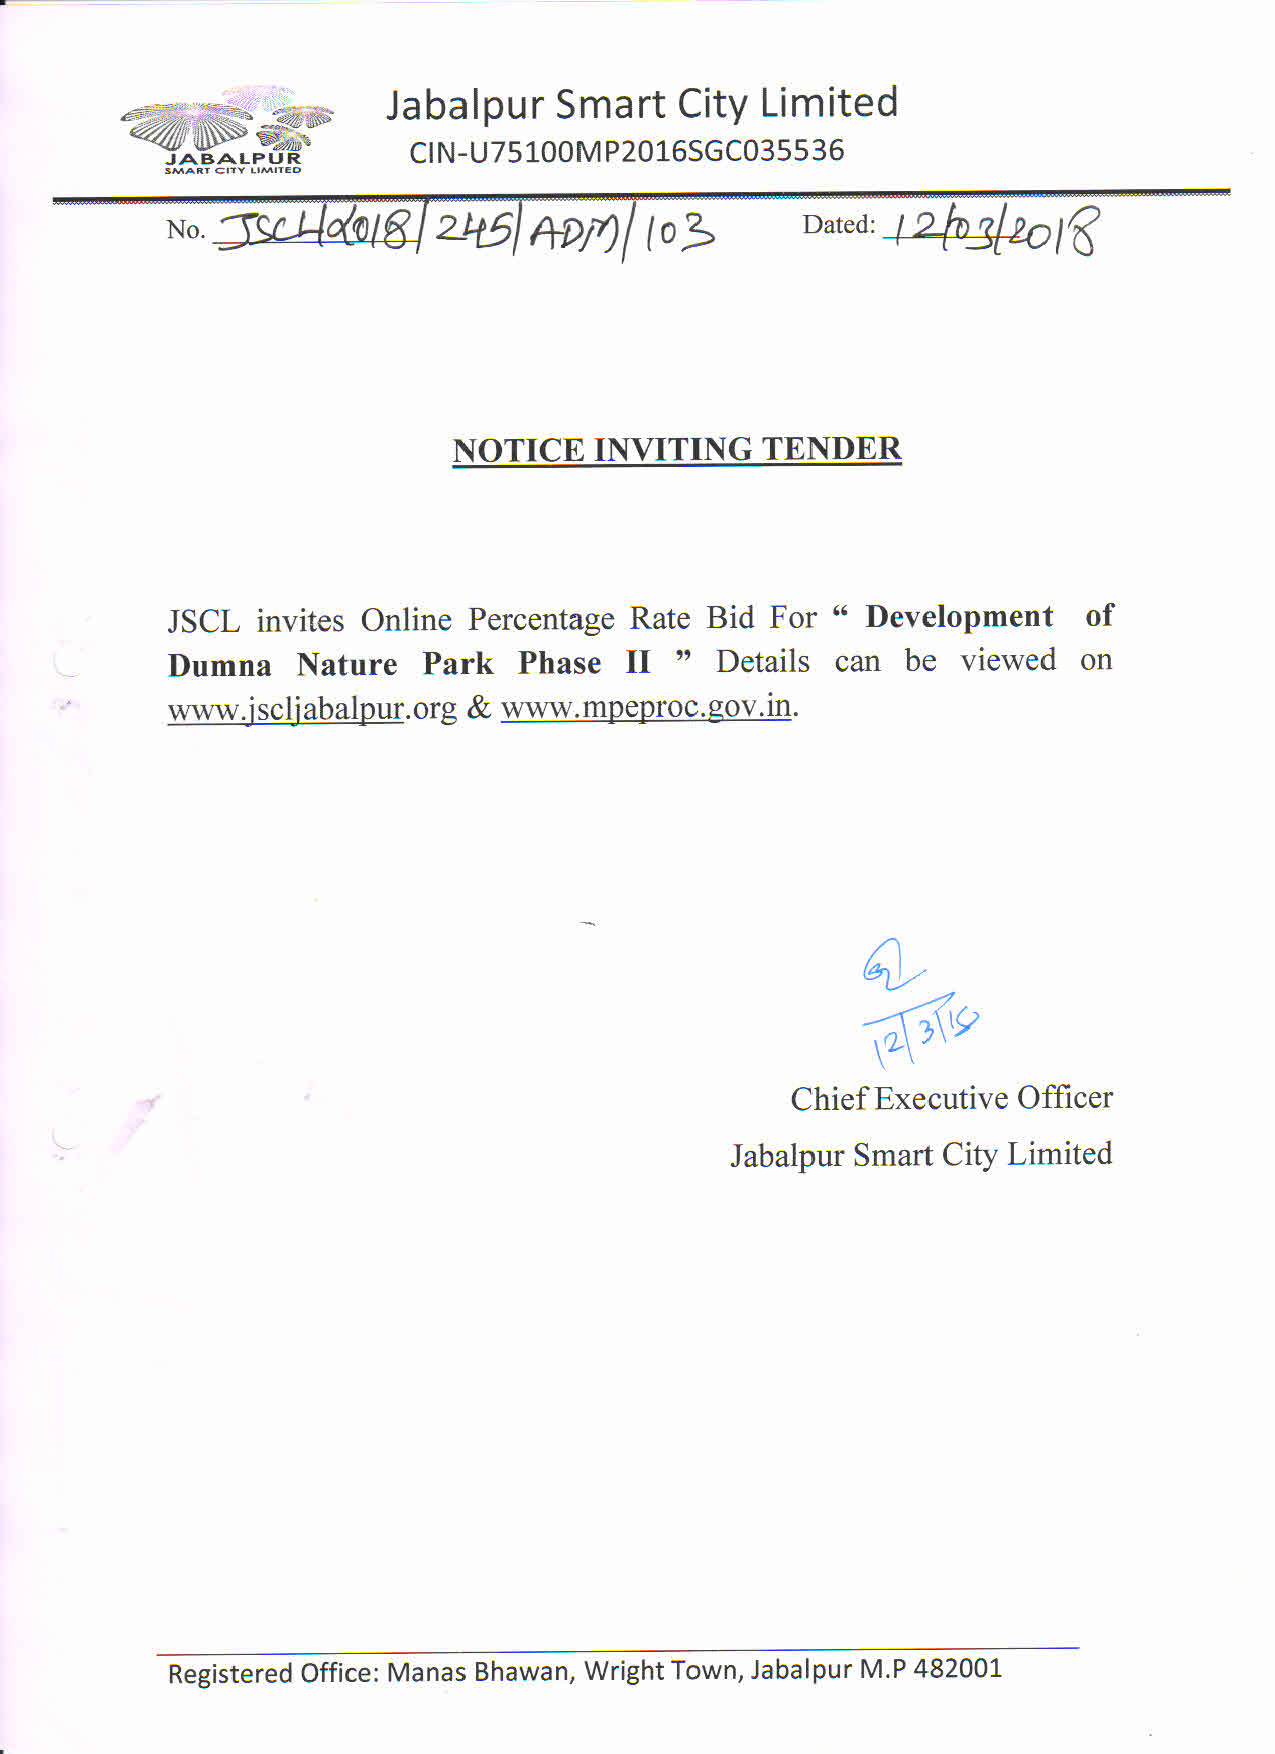 JABALPUR
SMART CITY LIMITED
Jabalpur Smart City Limited
CIN-U75100MP2016SGC035536
No. JSCL/2018/245/ADM/103 Dated: 12/03/2018
NOTICE INVITING TENDER
JSCL invites Online Percentage Rate Bid For “ Development of
Dumna Nature Park Phase II ” Details can be viewed on
www.jscljabalpur.org & www.mpeproc.gov.in.
12/3/18
Chief Executive Officer
Jabalpur Smart City Limited
Registered Office: Manas Bhawan, Wright Town, Jabalpur M.P 482001